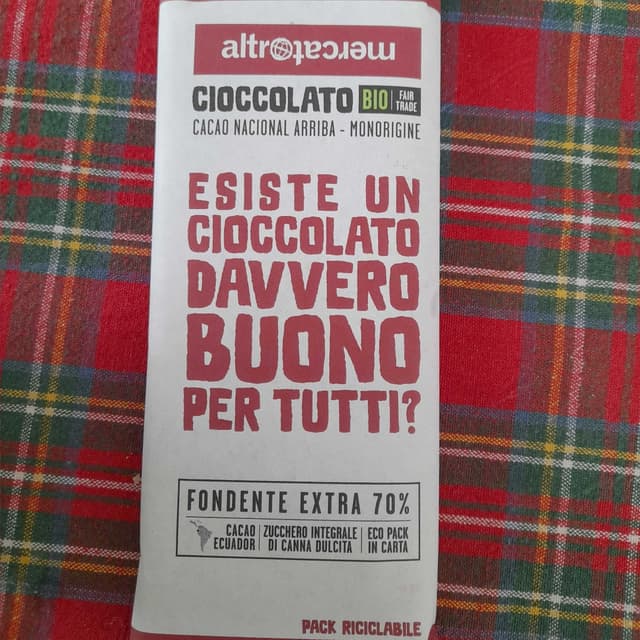 altromercato
CIOCCOLATO BIO FAIR TRADE
CACAO NACIONAL ARRIBA - MONORIGINE
ESISTE UN
CIOCCOLATO
DAVVERO
BUONO
PER TUTTI?
FONDENTE EXTRA 70%
CACAO ECUADOR
ZUCCHERO INTEGRALE DI CANNA DULCITA
ECO PACK IN CARTA
PACK RICICLABILE